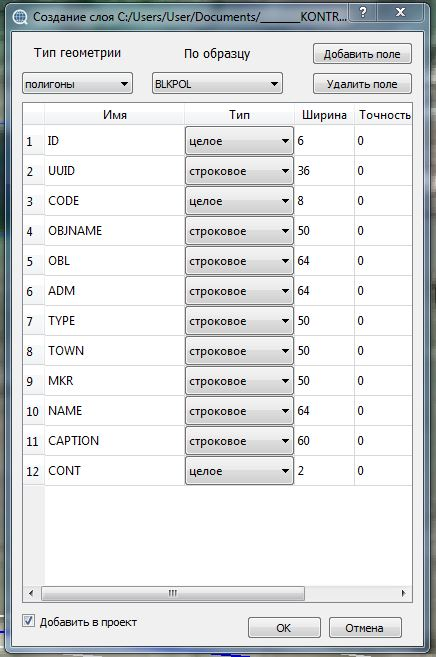 Создание слоя C:/Users/User/Documents/_______KONTR...
Тип геометрии По образцу Добавить поле
полигоны BLKPOL Удалить поле
Имя Тип Ширина Точность
1 ID целое 6 0
2 UUID строковое 36 0
3 CODE целое 8 0
4 OBJNAME строковое 50 0
5 OBL строковое 64 0
6 ADM строковое 64 0
7 TYPE строковое 50 0
8 TOWN строковое 50 0
9 MKR строковое 50 0
10 NAME строковое 64 0
11 CAPTION строковое 60 0
12 CONT целое 2 0
Добавить в проект OK Отмена